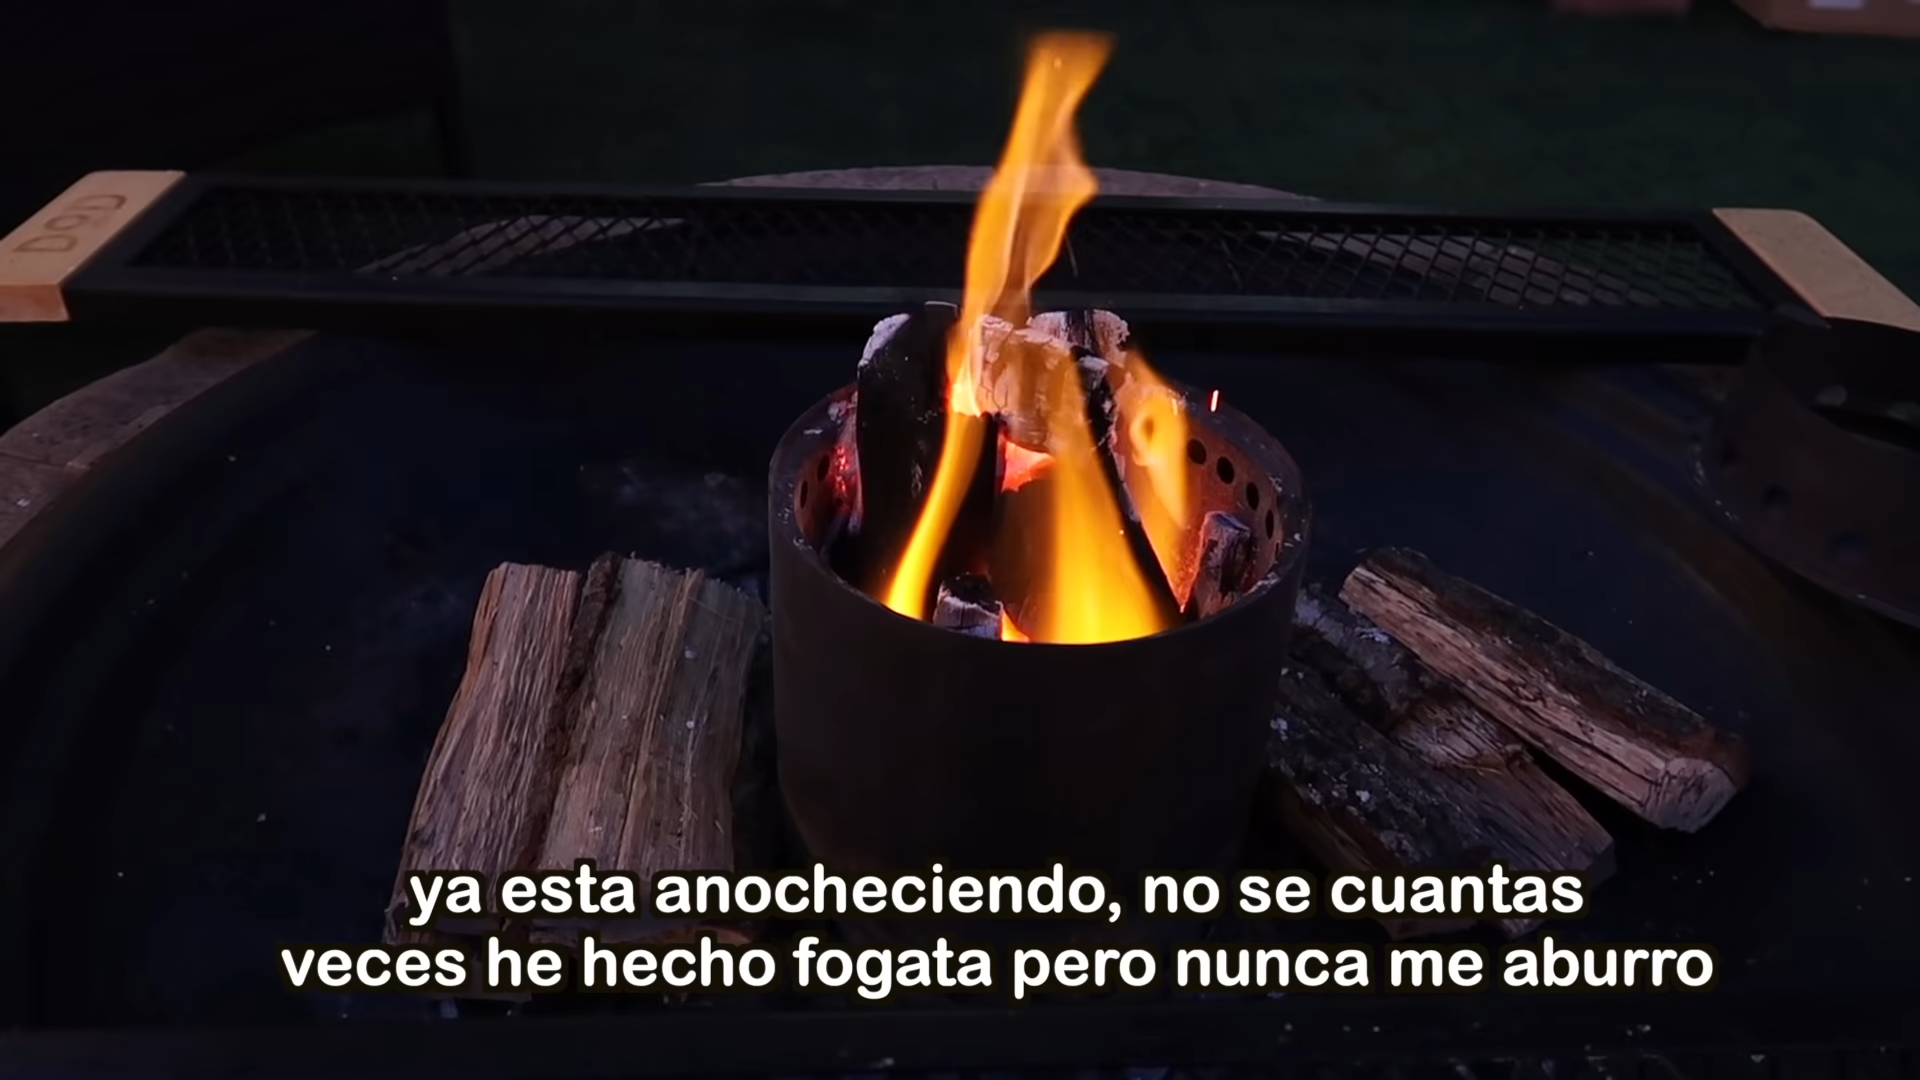 DOD
ya esta anocheciendo, no se cuantas
veces he hecho fogata pero nunca me aburro